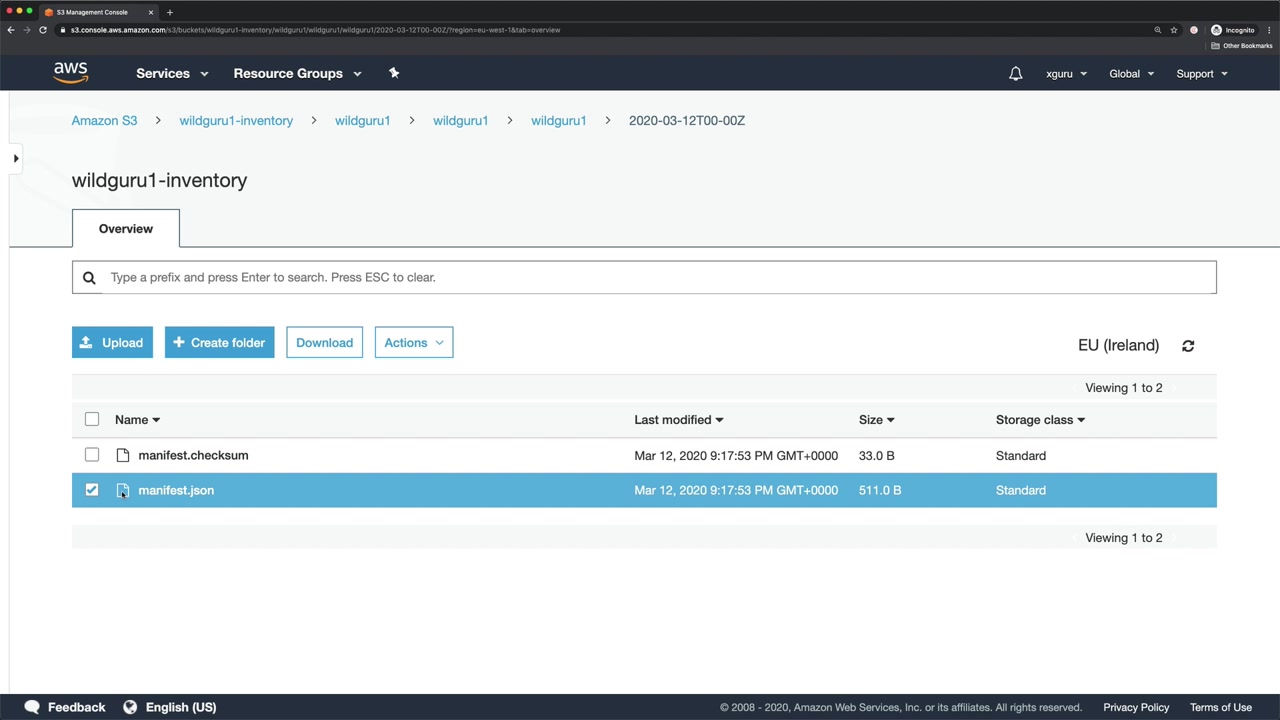 S3 Management Console
s3.console.aws.amazon.com/s3/buckets/wildguru1-inventory/wildguru1/wildguru1/wildguru1/2020-03-12T00-00Z/?region=eu-west-1&tab=overview
Incognito
Other Bookmarks
aws Services Resource Groups xguru Global Support
Amazon S3 > wildguru1-inventory > wildguru1 > wildguru1 > wildguru1 > 2020-03-12T00-00Z
wildguru1-inventory
Overview
Type a prefix and press Enter to search. Press ESC to clear.
Upload + Create folder Download Actions EU (Ireland)
Viewing 1 to 2
Name Last modified Size Storage class
manifest.checksum Mar 12, 2020 9:17:53 PM GMT+0000 33.0 B Standard
manifest.json Mar 12, 2020 9:17:53 PM GMT+0000 511.0 B Standard
Viewing 1 to 2
Feedback English (US) © 2008 - 2020, Amazon Web Services, Inc. or its affiliates. All rights reserved. Privacy Policy Terms of Use